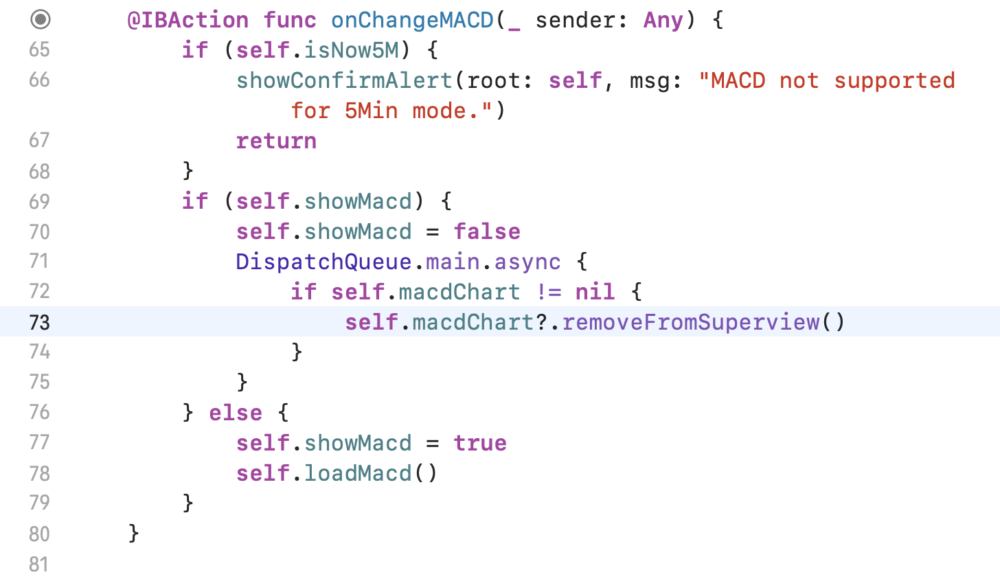 @IBAction func onChangeMACD(_ sender: Any) {
65 if (self.isNow5M) {
66 showConfirmAlert(root: self, msg: "MACD not supported
for 5Min mode.")
67 return
68 }
69 if (self.showMacd) {
70 self.showMacd = false
71 DispatchQueue.main.async {
72 if self.macdChart != nil {
73 self.macdChart?.removeFromSuperview()
74 }
75 }
76 } else {
77 self.showMacd = true
78 self.loadMacd()
79 }
80 }
81